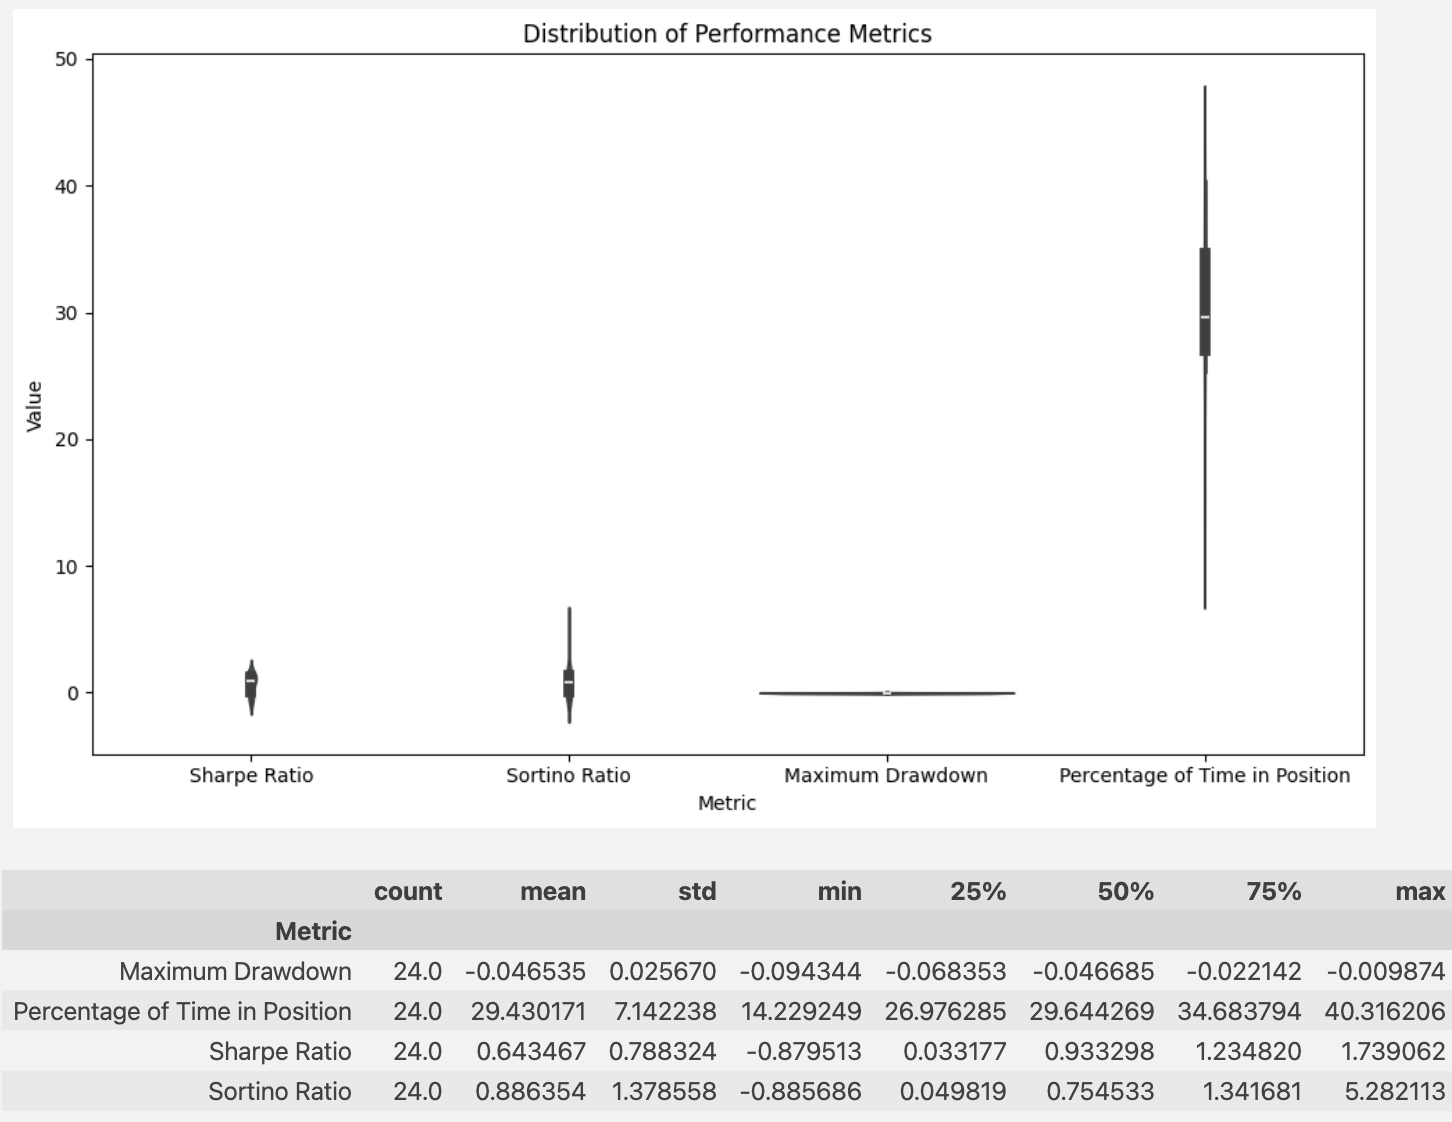 Distribution of Performance Metrics
50
40
30
20
10
0
Value
Sharpe Ratio Sortino Ratio Maximum Drawdown Percentage of Time in Position
Metric
count mean std min 25% 50% 75% max
Metric
Maximum Drawdown 24.0 -0.046535 0.025670 -0.094344 -0.068353 -0.046685 -0.022142 -0.009874
Percentage of Time in Position 24.0 29.430171 7.142238 14.229249 26.976285 29.644269 34.683794 40.316206
Sharpe Ratio 24.0 0.643467 0.788324 -0.879513 0.033177 0.933298 1.234820 1.739062
Sortino Ratio 24.0 0.886354 1.378558 -0.885686 0.049819 0.754533 1.341681 5.282113